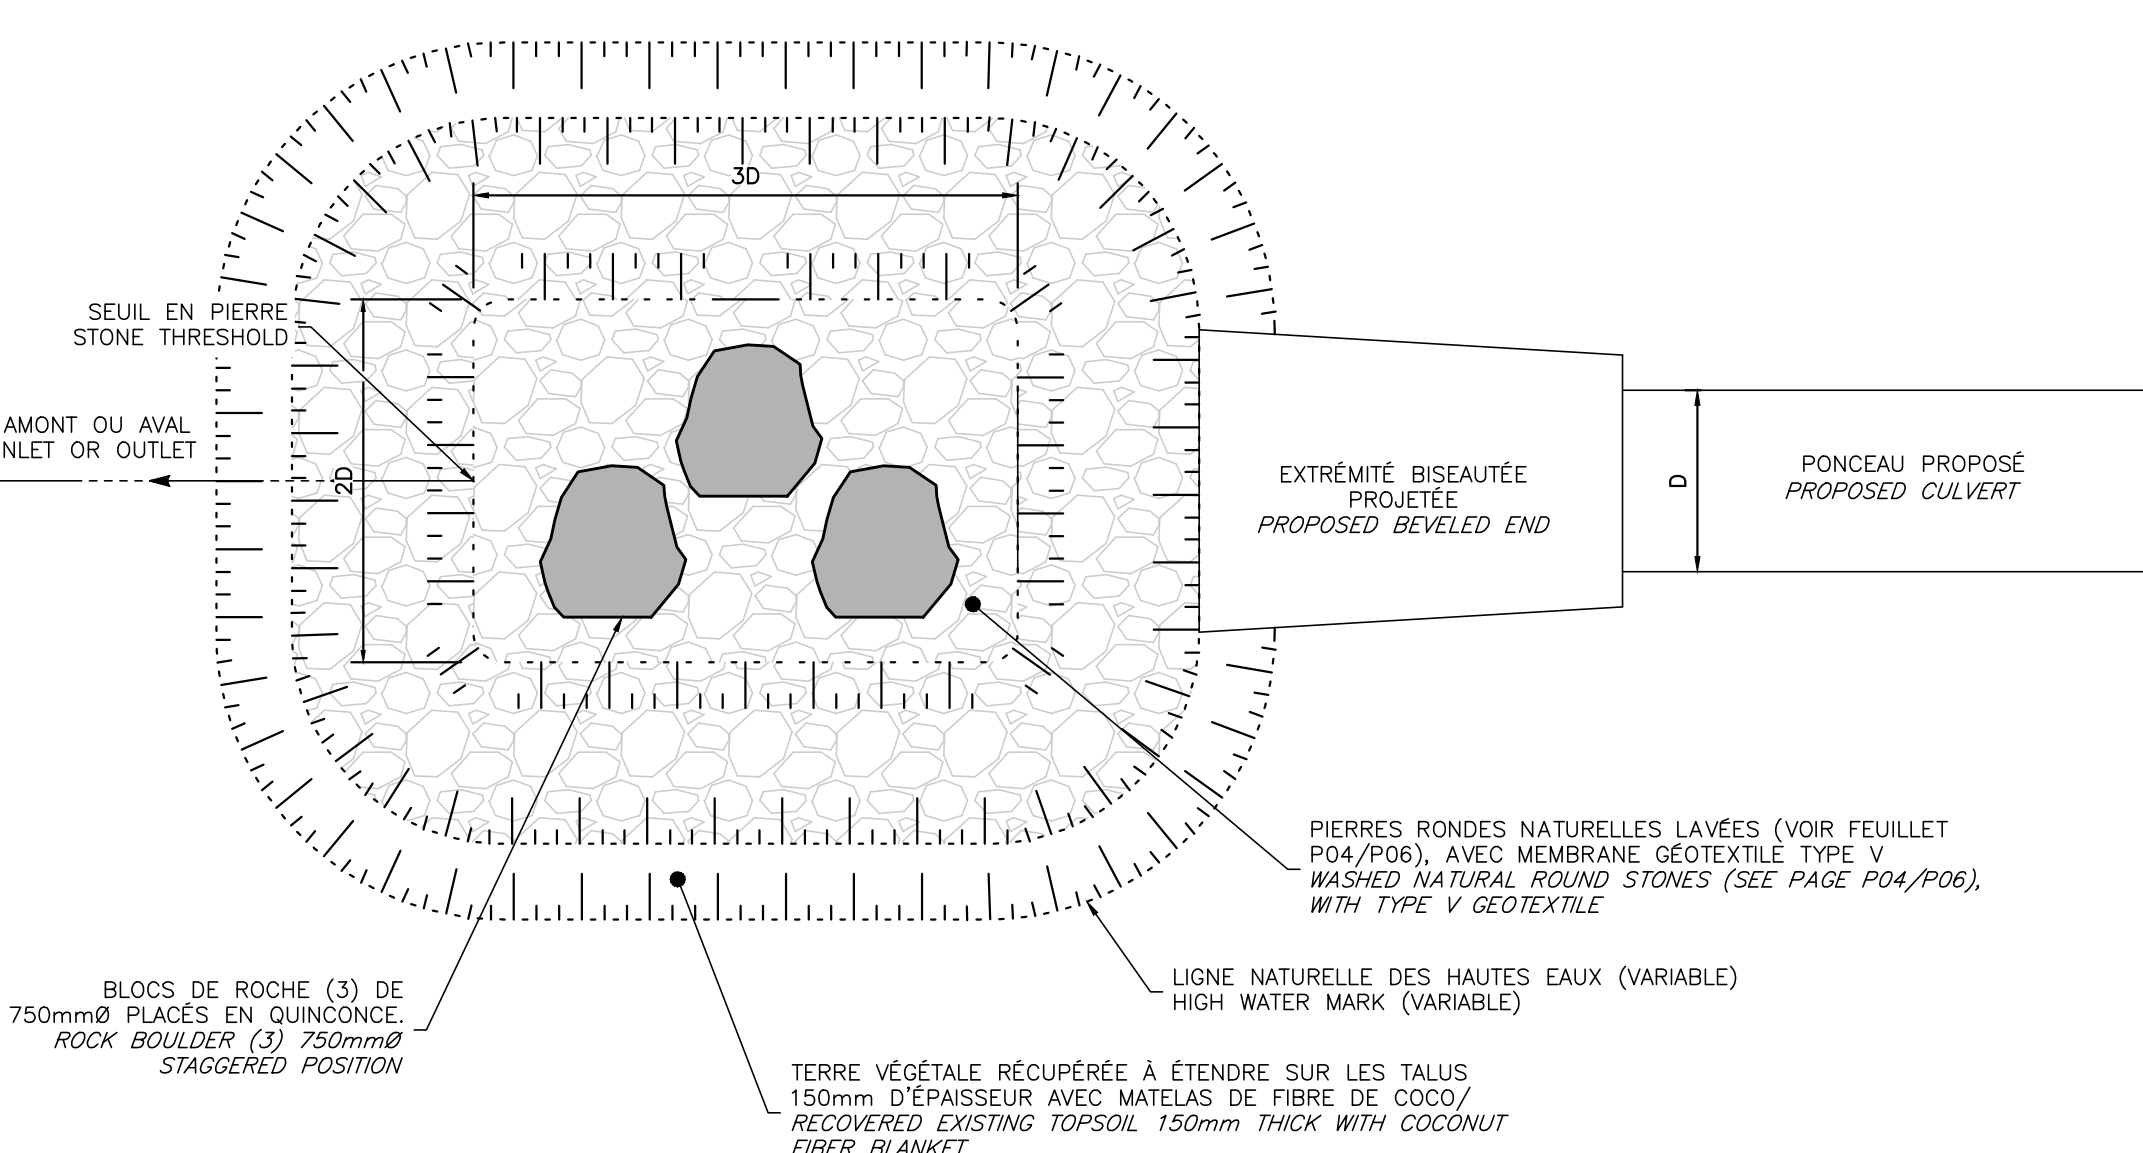 3D
SEUIL EN PIERRE
STONE THRESHOLD
AMONT OU AVAL
NLET OR OUTLET
2D
EXTRÉMITÉ BISEAUTÉE
PROJETÉE
PROPOSED BEVELED END
D
PONCEAU PROPOSÉ
PROPOSED CULVERT
PIERRES RONDES NATURELLES LAVÉES (VOIR FEUILLET
P04/P06), AVEC MEMBRANE GÉOTEXTILE TYPE V
WASHED NATURAL ROUND STONES (SEE PAGE P04/P06),
WITH TYPE V GEOTEXTILE
LIGNE NATURELLE DES HAUTES EAUX (VARIABLE)
HIGH WATER MARK (VARIABLE)
BLOCS DE ROCHE (3) DE
750mmØ PLACÉS EN QUINCONCE.
ROCK BOULDER (3) 750mmØ
STAGGERED POSITION
TERRE VÉGÉTALE RÉCUPÉRÉE À ÉTENDRE SUR LES TALUS
150mm D'ÉPAISSEUR AVEC MATELAS DE FIBRE DE COCO/
RECOVERED EXISTING TOPSOIL 150mm THICK WITH COCONUT
FIBER BLANKET